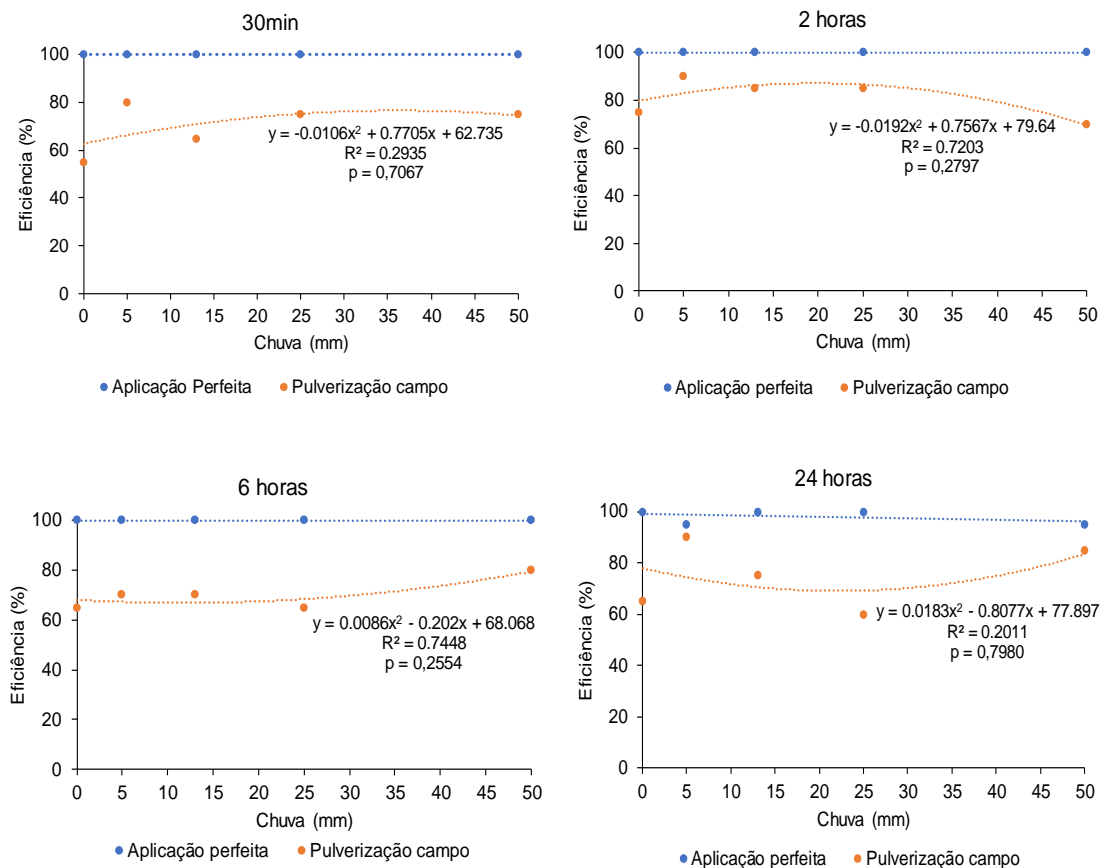 30min
Eficiência (%)
100
80
60
40
20
0
y = -0.0106x² + 0.7705x + 62.735
R² = 0.2935
p = 0,7067
0 5 10 15 20 25 30 35 40 45 50
Chuva (mm)
Aplicação Perfeita Pulverização campo
2 horas
Eficiência (%)
100
80
60
40
20
0
y = -0.0192x² + 0.7567x + 79.64
R² = 0.7203
p = 0,2797
0 5 10 15 20 25 30 35 40 45 50
Chuva (mm)
Aplicação perfeita Pulverização campo
6 horas
Eficiência (%)
100
80
60
40
20
0
y = 0.0086x² - 0.202x + 68.068
R² = 0.7448
p = 0,2554
0 5 10 15 20 25 30 35 40 45 50
Chuva (mm)
Aplicação perfeita Pulverização campo
24 horas
Eficiência (%)
100
80
60
40
20
0
y = 0.0183x² - 0.8077x + 77.897
R² = 0.2011
p = 0,7980
0 5 10 15 20 25 30 35 40 45 50
Chuva (mm)
Aplicação perfeita Pulverização campo